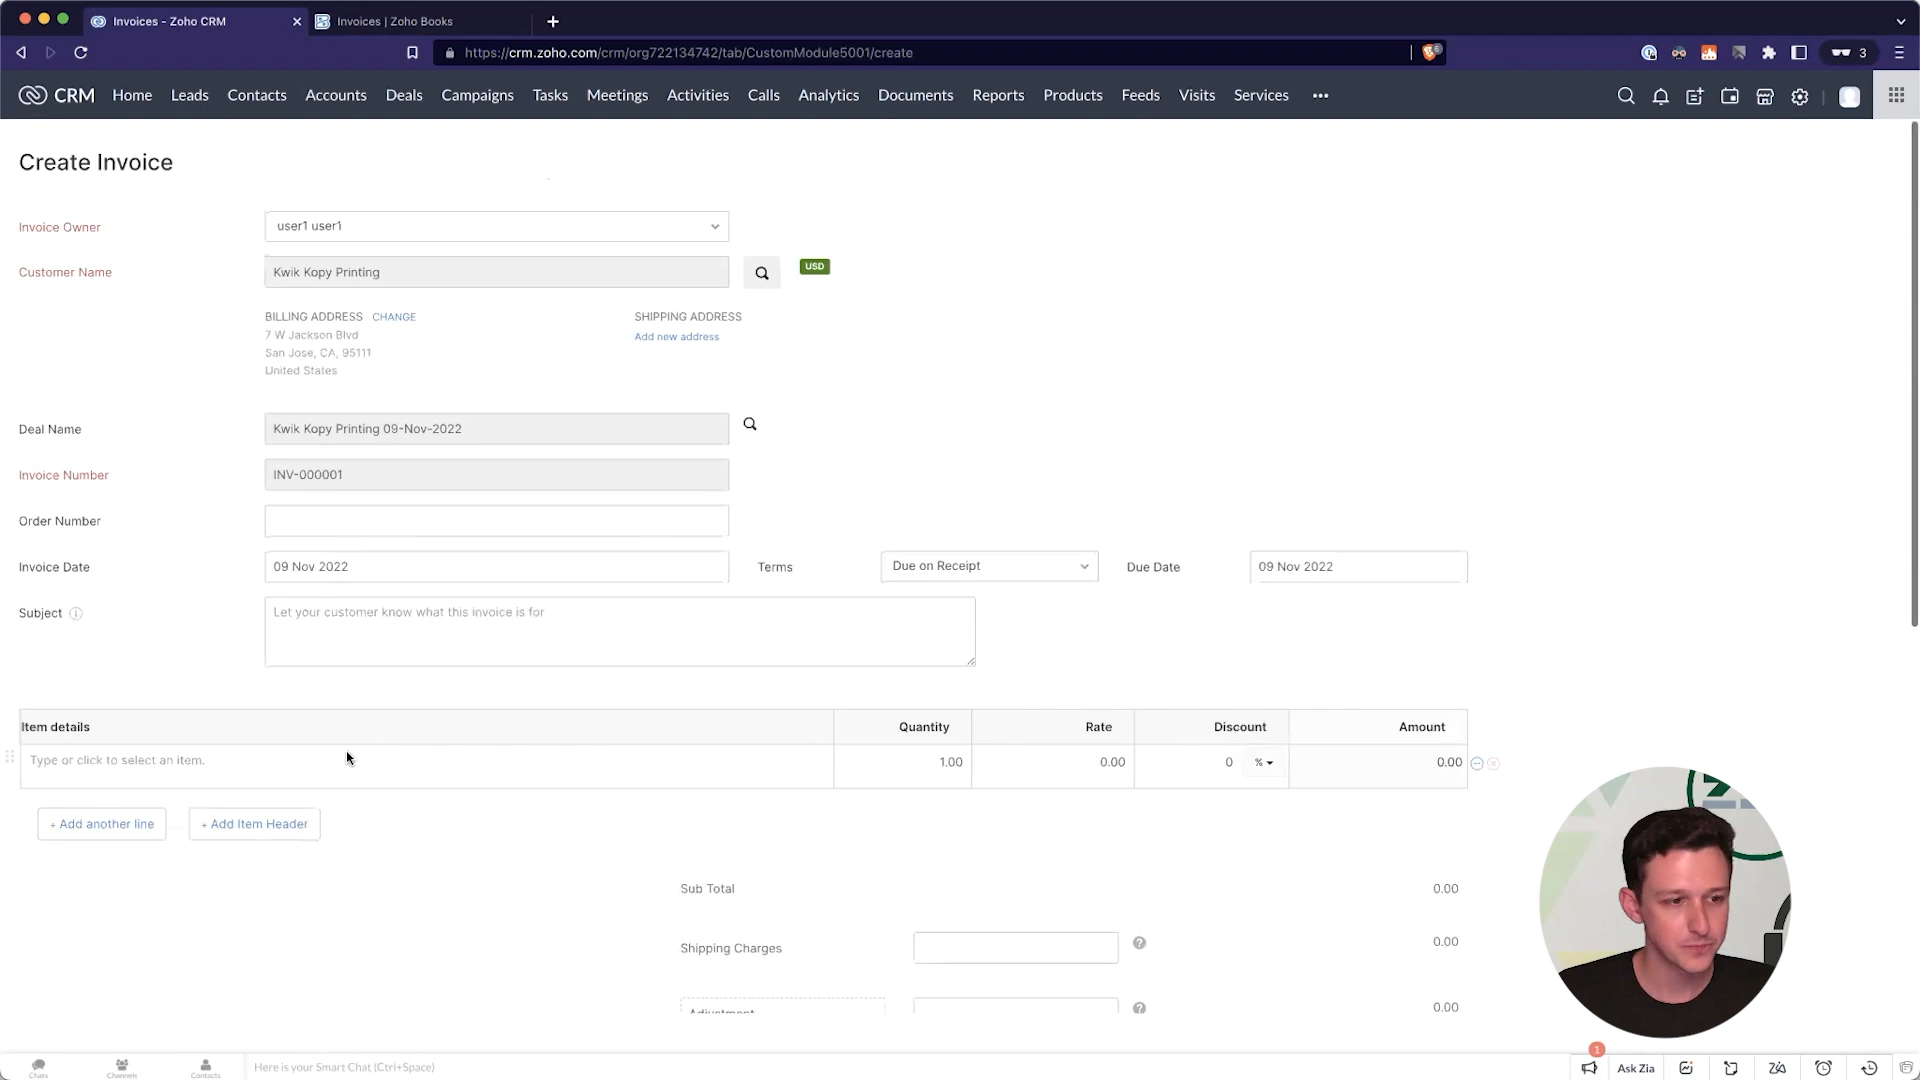 Invoices - Zoho CRM
Invoices | Zoho Books
https://crm.zoho.com/crm/org722134742/tab/CustomModule5001/create
6
3
CRM Home Leads Contacts Accounts Deals Campaigns Tasks Meetings Activities Calls Analytics Documents Reports Products Feeds Visits Services
Create Invoice
Invoice Owner user1 user1
Customer Name Kwik Kopy Printing USD
BILLING ADDRESS CHANGE SHIPPING ADDRESS
7 W Jackson Blvd Add new address
San Jose, CA, 95111
United States
Deal Name Kwik Kopy Printing 09-Nov-2022
Invoice Number INV-000001
Order Number
Invoice Date 09 Nov 2022 Terms Due on Receipt Due Date 09 Nov 2022
Subject Let your customer know what this invoice is for
Item details Quantity Rate Discount Amount
Type or click to select an item. 1.00 0.00 0 % 0.00
+ Add another line + Add Item Header
Sub Total 0.00
Shipping Charges 0.00
Adjustment 0.00
1
Chats Channels Contacts Here is your Smart Chat (Ctrl+Space) Ask Zia